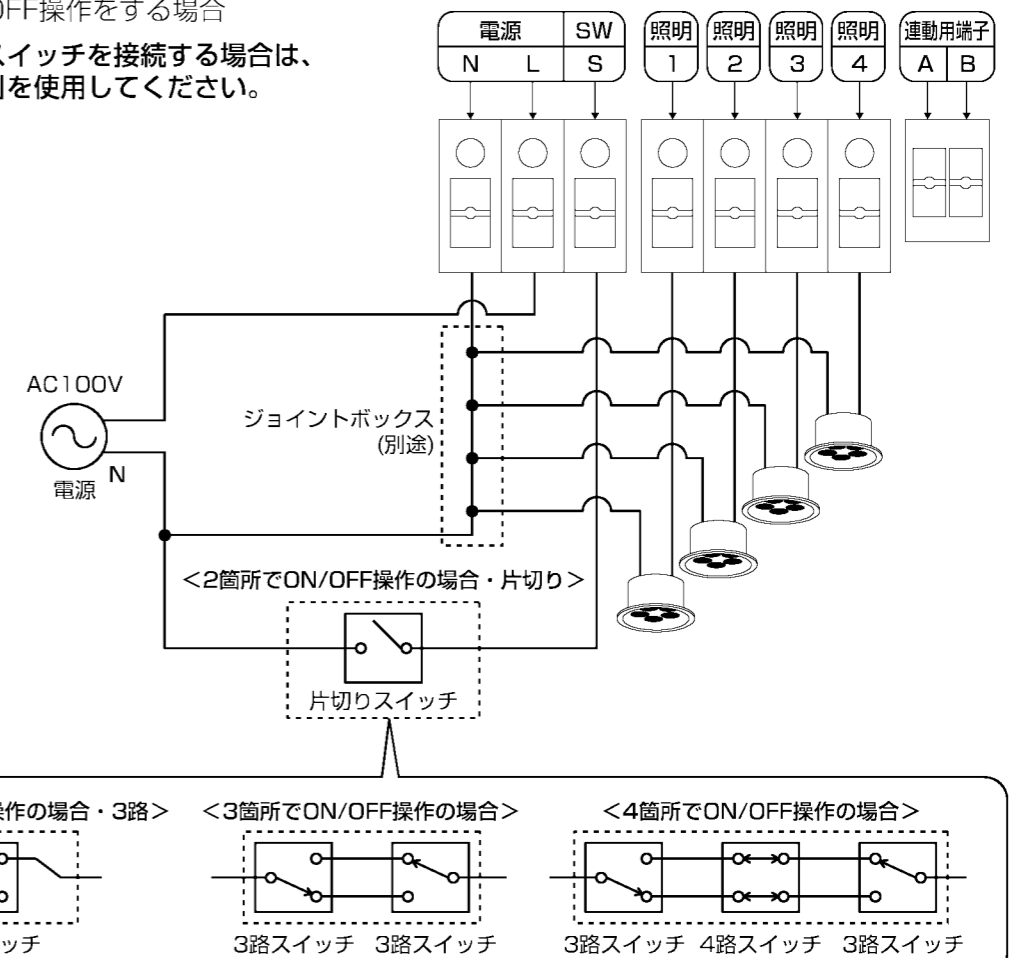 OFF操作をする場合
スイッチを接続する場合は、
を使用してください。
電源 SW 照明 照明 照明 照明 連動用端子
N L S 1 2 3 4 A B
AC100V
電源 N
ジョイントボックス
(別途)
<2箇所でON/OFF操作の場合・片切り>
片切りスイッチ
作の場合・3路> <3箇所でON/OFF操作の場合> <4箇所でON/OFF操作の場合>
ッチ 3路スイッチ 3路スイッチ 3路スイッチ 4路スイッチ 3路スイッチ